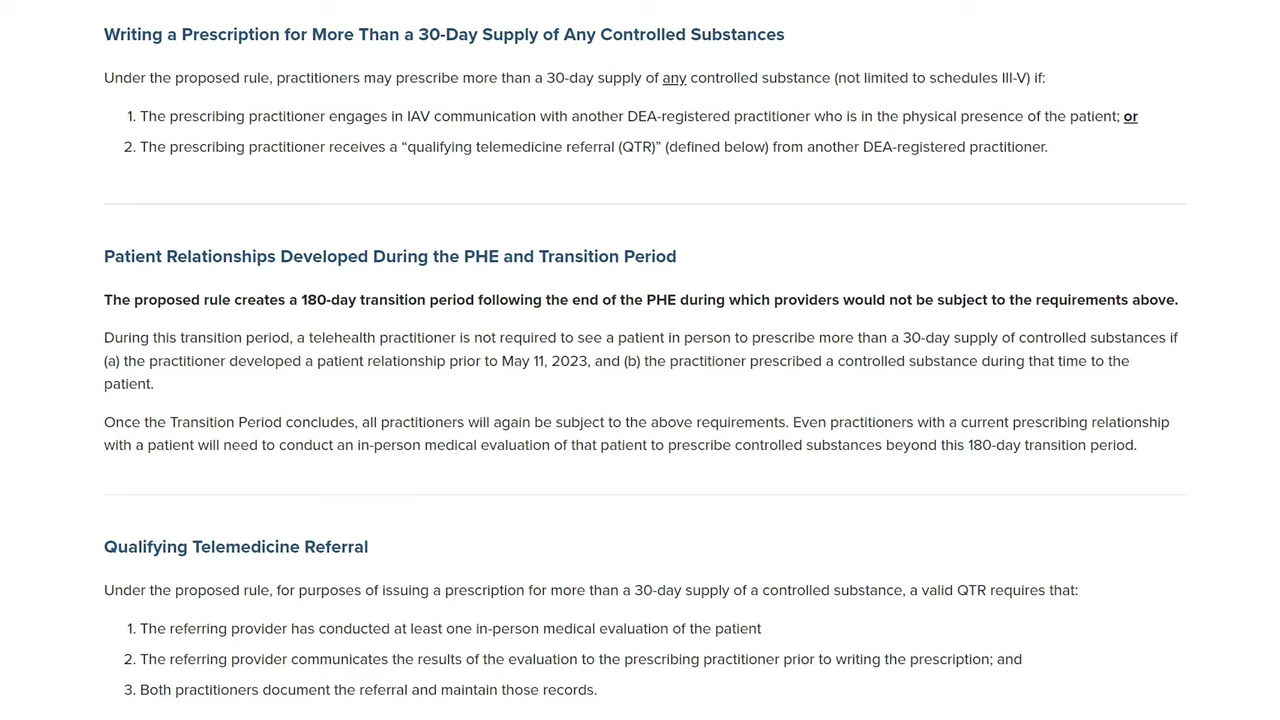 Writing a Prescription for More Than a 30-Day Supply of Any Controlled Substances
Under the proposed rule, practitioners may prescribe more than a 30-day supply of any controlled substance (not limited to schedules III-V) if:
1. The prescribing practitioner engages in IAV communication with another DEA-registered practitioner who is in the physical presence of the patient; or
2. The prescribing practitioner receives a “qualifying telemedicine referral (QTR)” (defined below) from another DEA-registered practitioner.
Patient Relationships Developed During the PHE and Transition Period
The proposed rule creates a 180-day transition period following the end of the PHE during which providers would not be subject to the requirements above.
During this transition period, a telehealth practitioner is not required to see a patient in person to prescribe more than a 30-day supply of controlled substances if
(a) the practitioner developed a patient relationship prior to May 11, 2023, and (b) the practitioner prescribed a controlled substance during that time to the
patient.
Once the Transition Period concludes, all practitioners will again be subject to the above requirements. Even practitioners with a current prescribing relationship
with a patient will need to conduct an in-person medical evaluation of that patient to prescribe controlled substances beyond this 180-day transition period.
Qualifying Telemedicine Referral
Under the proposed rule, for purposes of issuing a prescription for more than a 30-day supply of a controlled substance, a valid QTR requires that:
1. The referring provider has conducted at least one in-person medical evaluation of the patient
2. The referring provider communicates the results of the evaluation to the prescribing practitioner prior to writing the prescription; and
3. Both practitioners document the referral and maintain those records.